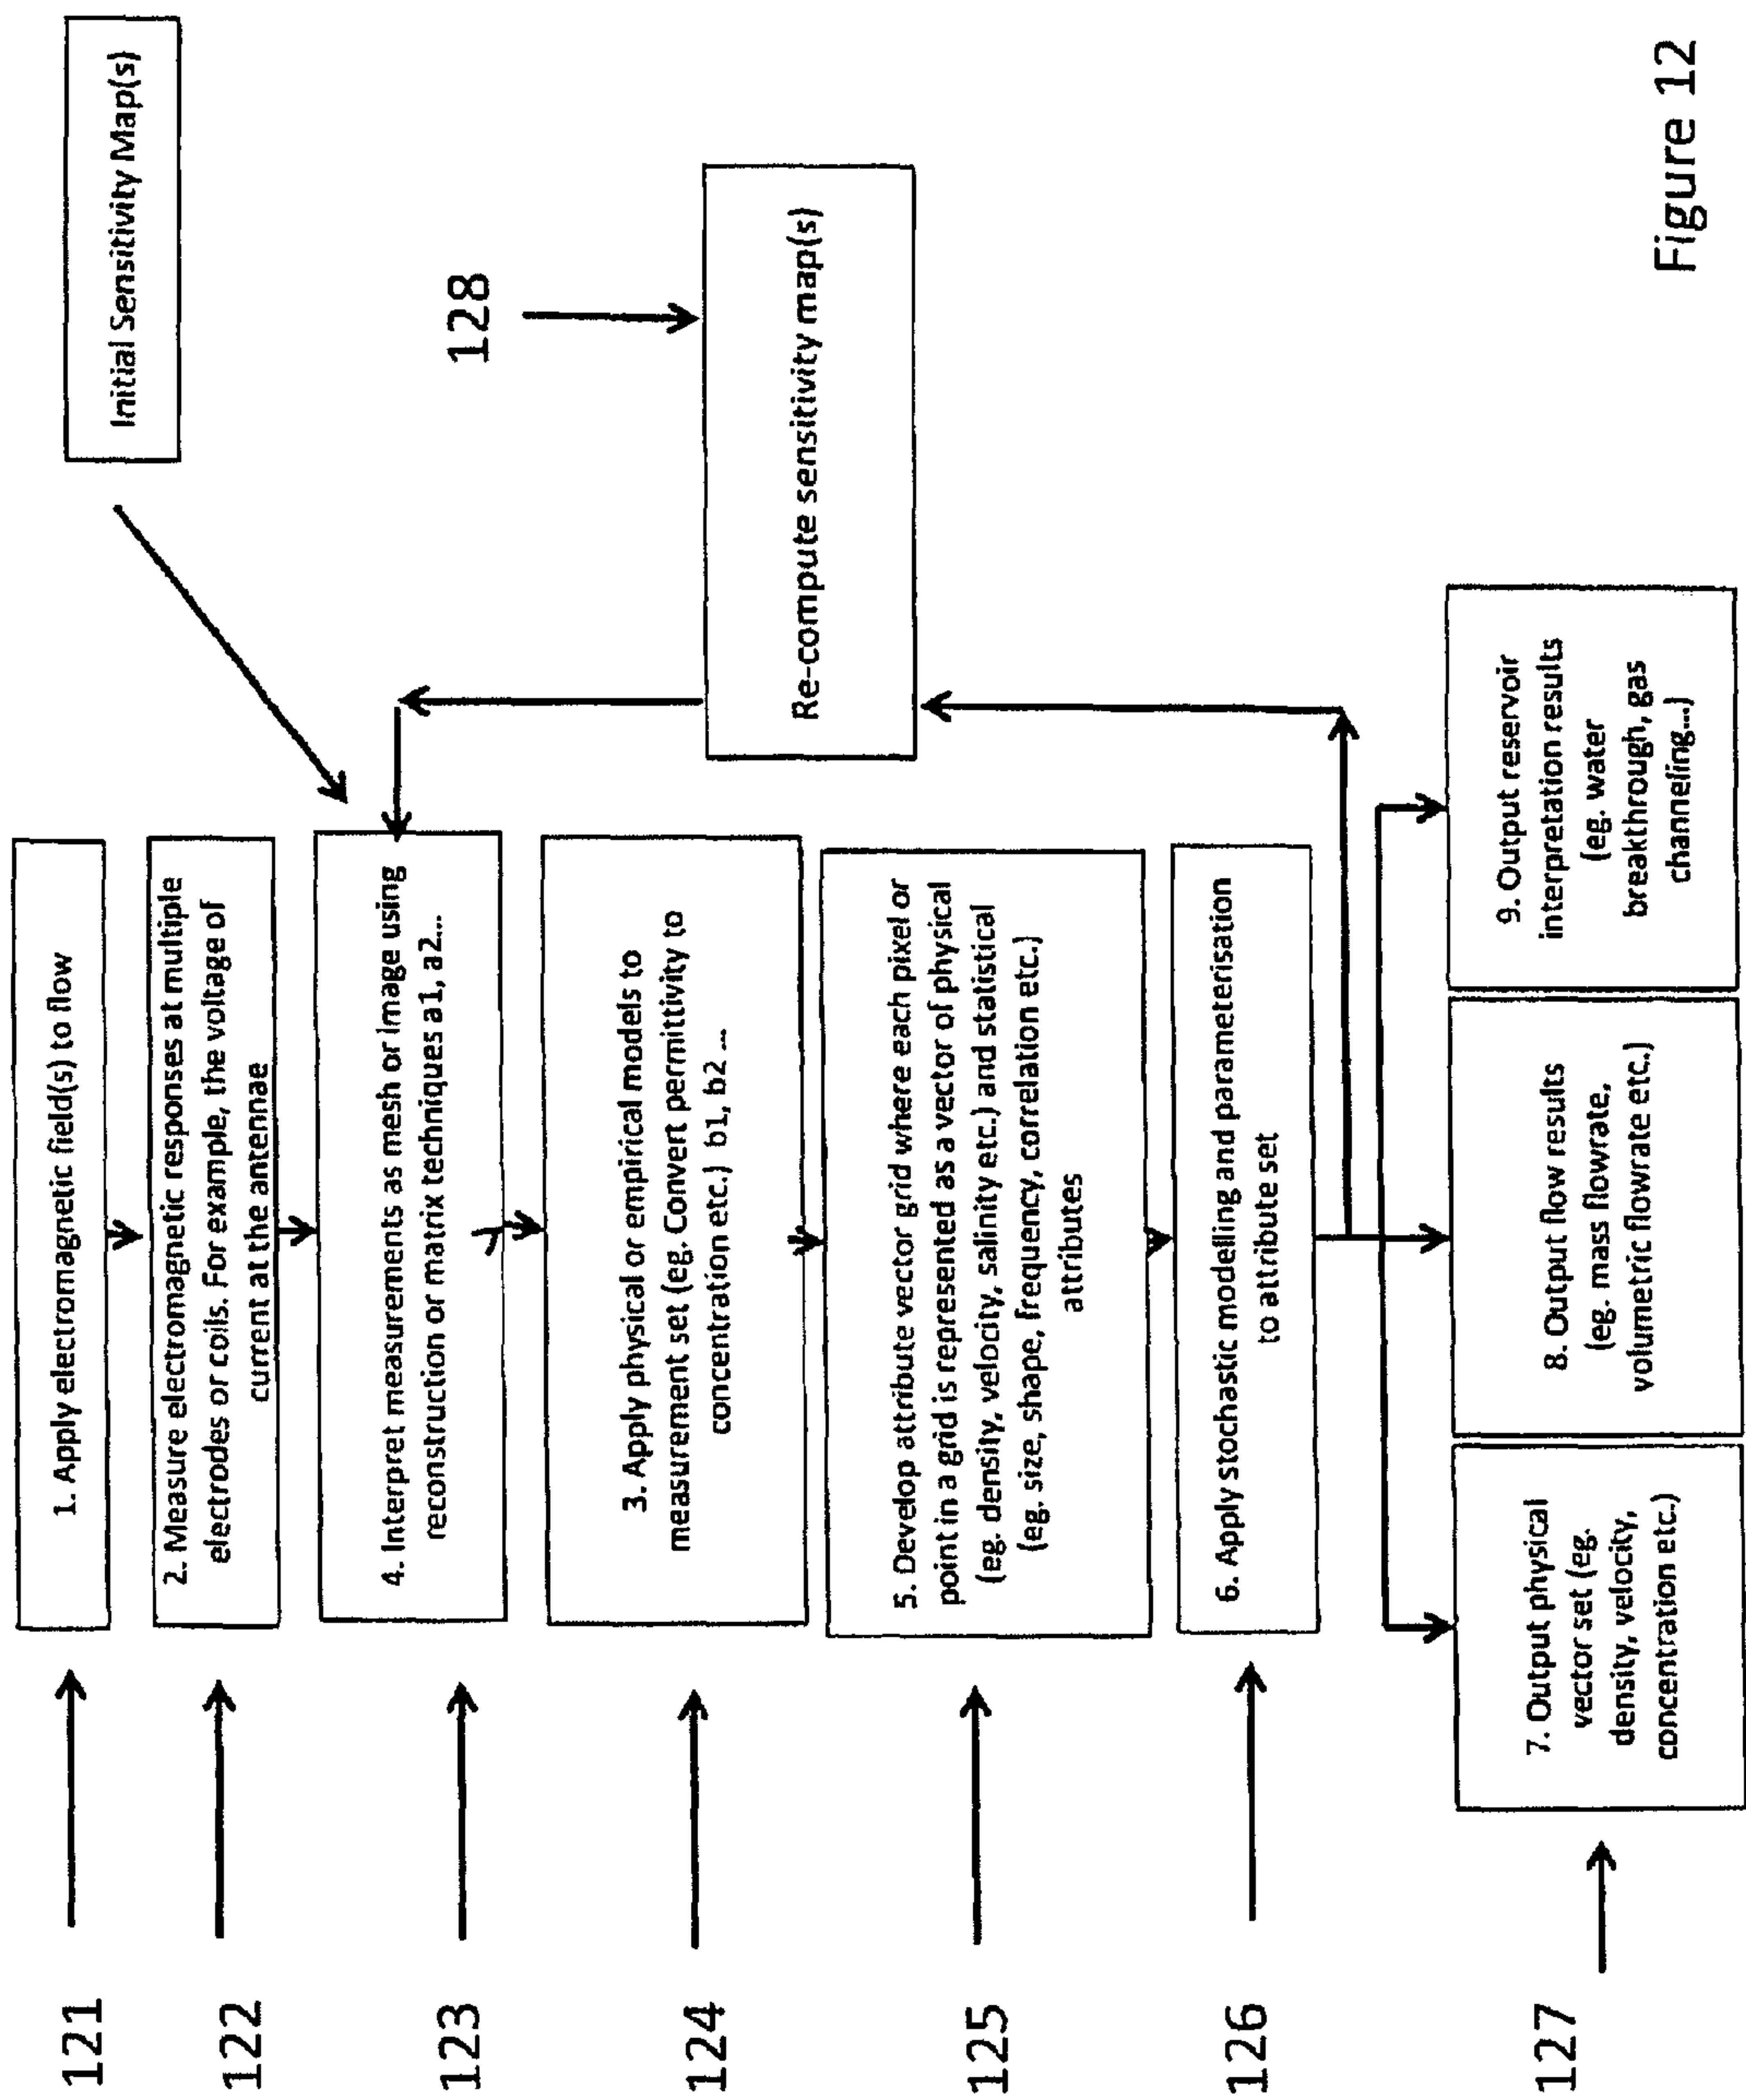 Initial Sensitivity Map(s)
121
1. Apply electromagnetic field(s) to flow
122
2. Measure electromagnetic responses at multiple
electrodes or coils. For example, the voltage of
current at the antennae
123
4. Interpret measurements as mesh or image using
reconstruction or matrix techniques a1, a2...
128
Re-compute sensitivity map(s)
124
3. Apply physical or empirical models to
measurement set (eg. Convert permittivity to
concentration etc.) b1, b2 ...
125
5. Develop attribute vector grid where each pixel or
point in a grid is represented as a vector of physical
(eg. density, velocity, salinity etc.) and statistical
(eg. size, shape, frequency, correlation etc.)
attributes
126
6. Apply stochastic modelling and parameterisation
to attribute set
127
7. Output physical
vector set (eg.
density, velocity,
concentration etc.)
8. Output flow results
(eg. mass flowrate,
volumetric flowrate etc.)
9. Output reservoir
interpretation results
(eg. water
breakthrough, gas
channeling...)
Figure 12